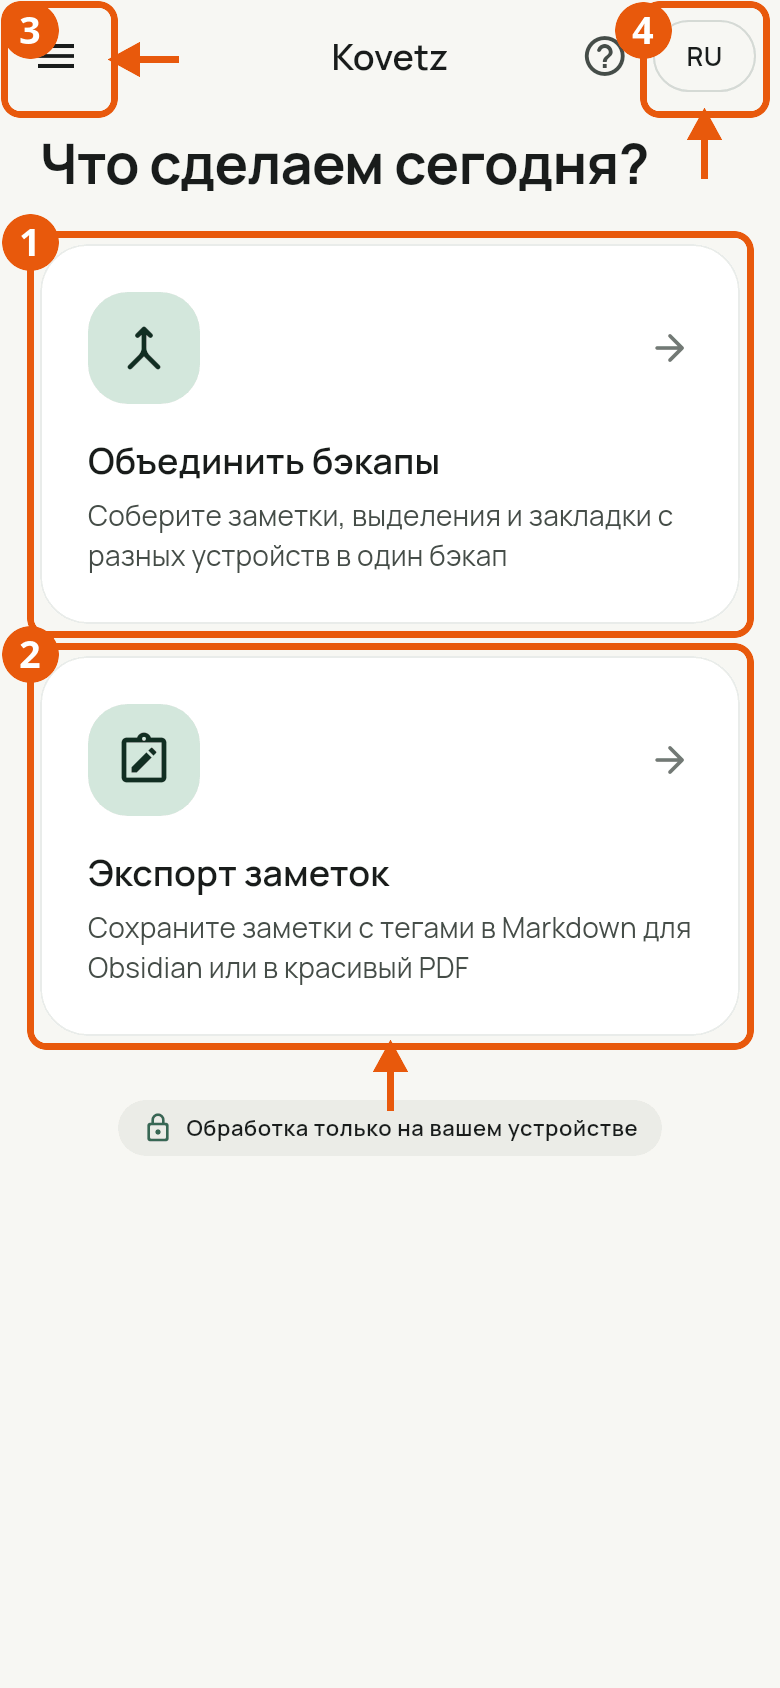 3
Kovetz
4
RU
Что сделаем сегодня?
1
Объединить бэкапы
Соберите заметки, выделения и закладки с
разных устройств в один бэкап
2
Экспорт заметок
Сохраните заметки с тегами в Markdown для
Obsidian или в красивый PDF
Обработка только на вашем устройстве